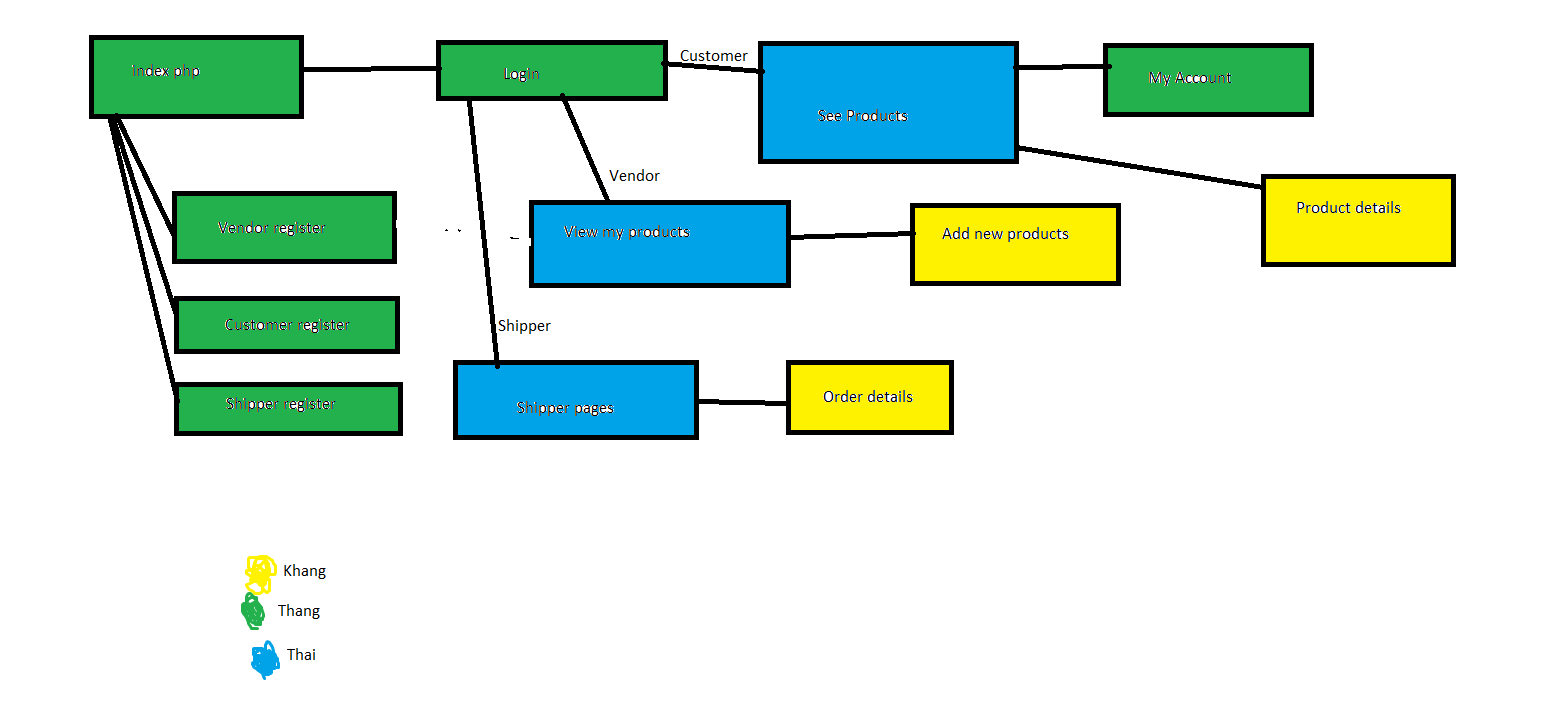 Index php
Login
Customer
See Products
My Account
Vendor
Product details
Vendor register
View my products
Add new products
Customer register
Shipper
Shipper register
Shipper pages
Order details
Khang
Thang
Thai